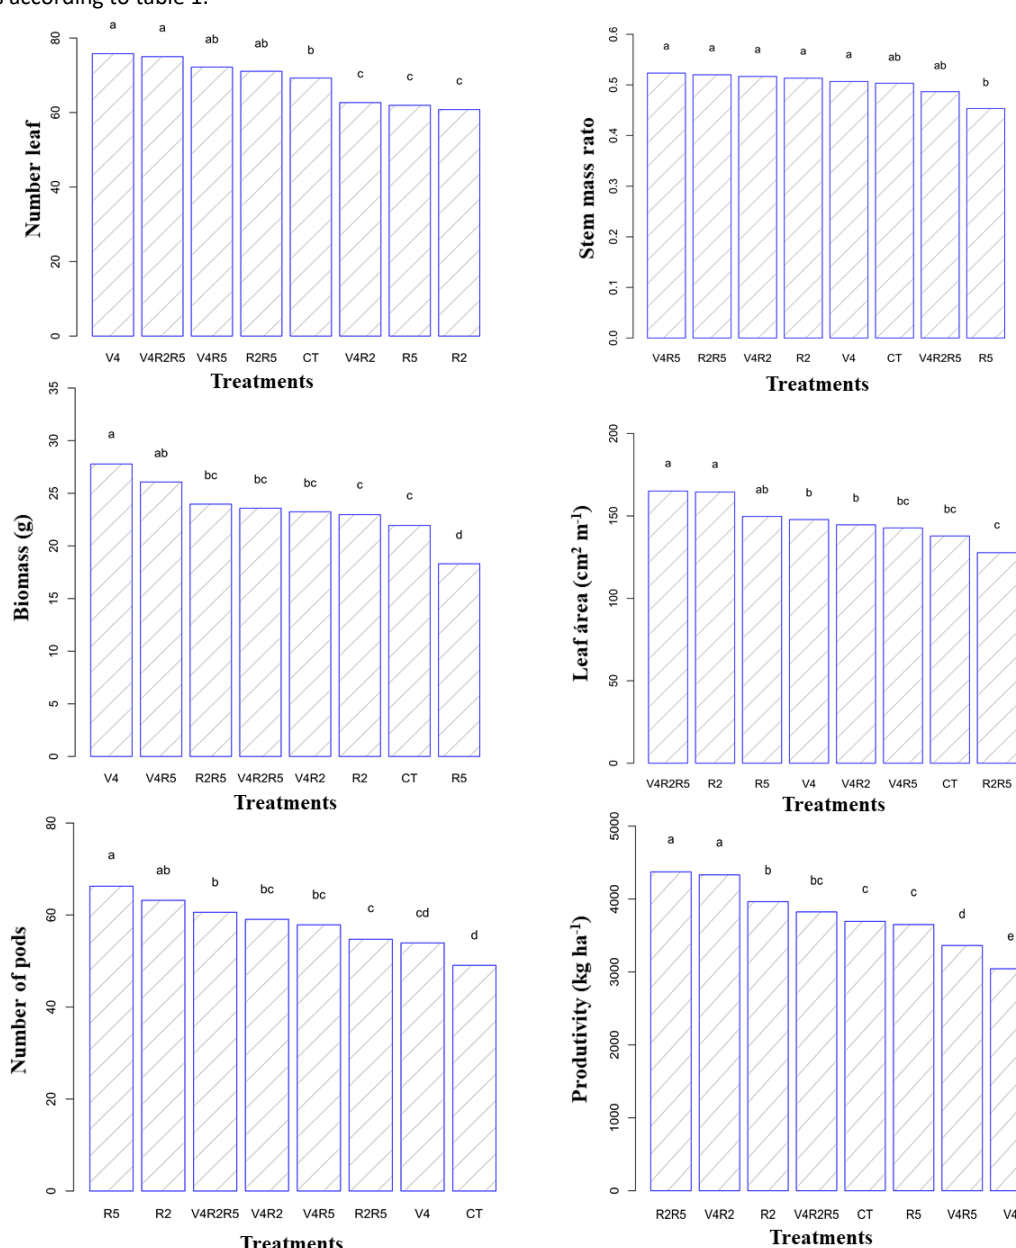 s according to table 1.
80
60
40
20
0
Number leaf
a a ab ab b c c c
V4 V4R2R5 V4R5 R2R5 CT V4R2 R5 R2
Treatments
0.6
0.5
0.4
0.3
0.2
0.1
0.0
Stem mass rato
a a a a a ab ab b
V4R5 R2R5 V4R2 R2 V4 CT V4R2R5 R5
Treatments
35
30
25
20
15
10
5
0
Biomass (g)
a ab bc bc bc c c d
V4 V4R5 R2R5 V4R2R5 V4R2 R2 CT R5
Treatments
200
150
100
50
0
Leaf área (cm² m⁻¹)
a a ab b b bc bc c
V4R2R5 R2 R5 V4 V4R2 V4R5 CT R2R5
Treatments
80
60
40
20
0
Number of pods
a ab b bc bc c cd d
R5 R2 V4R2R5 V4R2 V4R5 R2R5 V4 CT
Treatments
5000
4000
3000
2000
1000
0
Produtivity (kg ha⁻¹)
a a b bc c c d e
R2R5 V4R2 R2 V4R2R5 CT R5 V4R5 V4
Treatments